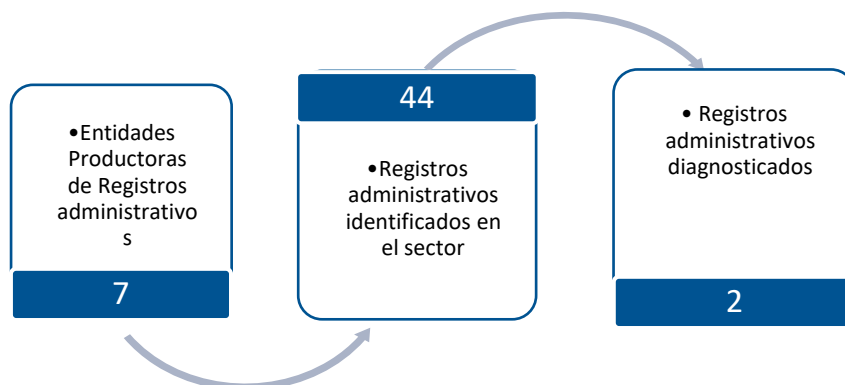 •Entidades
Productoras
de Registros
administrativo
s
7
44
•Registros
administrativos
identificados en
el sector
• Registros
administrativos
diagnosticados
2